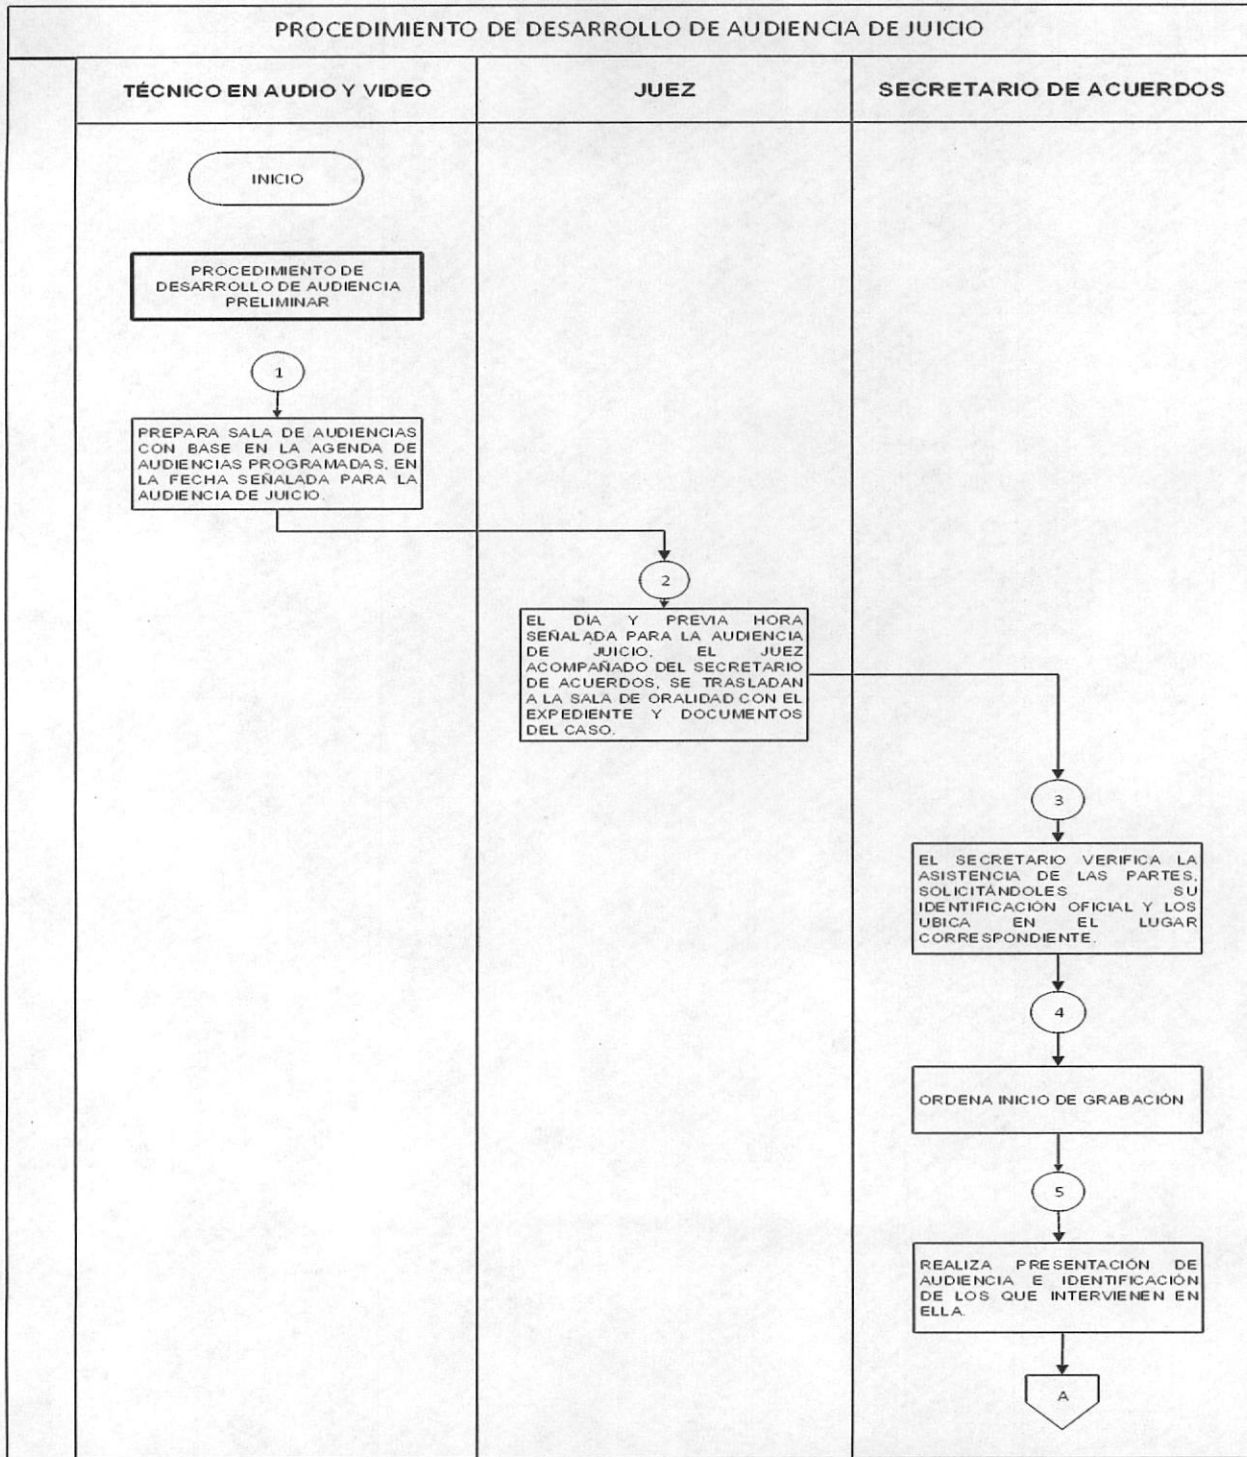 PROCEDIMIENTO DE DESARROLLO DE AUDIENCIA DE JUICIO
TÉCNICO EN AUDIO Y VIDEO
JUEZ
SECRETARIO DE ACUERDOS
INICIO
PROCEDIMIENTO DE
DESARROLLO DE AUDIENCIA
PRELIMINAR
1
PREPARA SALA DE AUDIENCIAS
CON BASE EN LA AGENDA DE
AUDIENCIAS PROGRAMADAS, EN
LA FECHA SEÑALADA PARA LA
AUDIENCIA DE JUICIO.
2
EL DÍA Y PREVIA HORA
SEÑALADA PARA LA AUDIENCIA
DE JUICIO, EL JUEZ
ACOMPAÑADO DEL SECRETARIO
DE ACUERDOS, SE TRASLADAN
A LA SALA DE ORALIDAD CON EL
EXPEDIENTE Y DOCUMENTOS
DEL CASO.
3
EL SECRETARIO VERIFICA LA
ASISTENCIA DE LAS PARTES,
SOLICITÁNDOLES SU
IDENTIFICACIÓN OFICIAL Y LOS
UBICA EN EL LUGAR
CORRESPONDIENTE.
4
ORDENA INICIO DE GRABACIÓN
5
REALIZA PRESENTACIÓN DE
AUDIENCIA E IDENTIFICACIÓN
DE LOS QUE INTERVIENEN EN
ELLA.
A